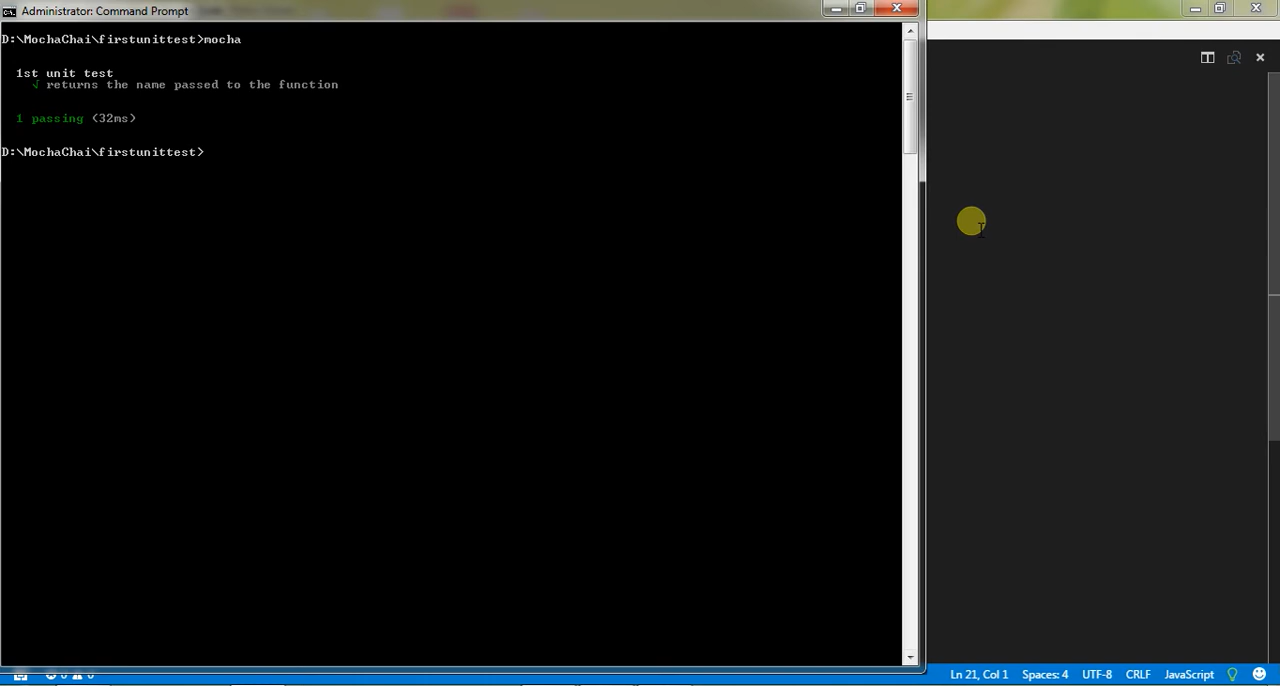 Administrator: Command Prompt
D:\MochaChai\firstunittest>mocha
1st unit test
√ returns the name passed to the function
1 passing (32ms)
D:\MochaChai\firstunittest>
Ln 21, Col 1 Spaces: 4 UTF-8 CRLF JavaScript